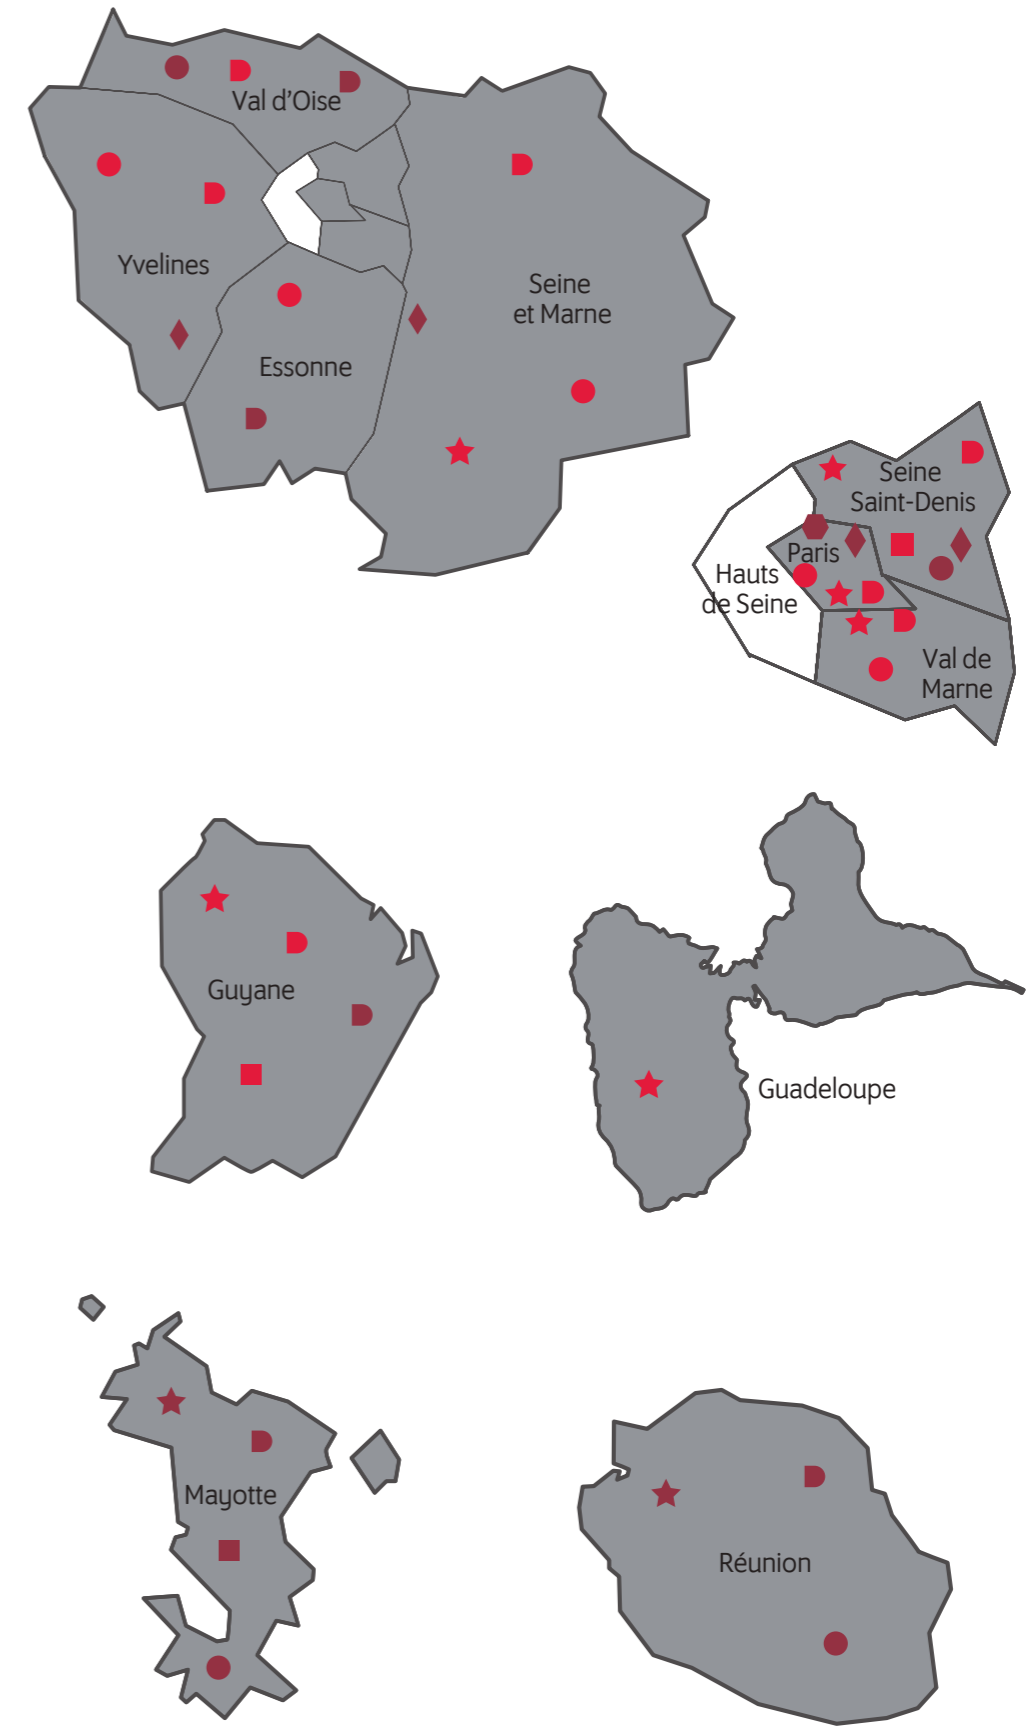 Val d'Oise
Yvelines
Seine
et Marne
Essonne
Seine
Saint-Denis
Paris
Hauts
de Seine
Val de
Marne
Guyane
Guadeloupe
Mayotte
Réunion